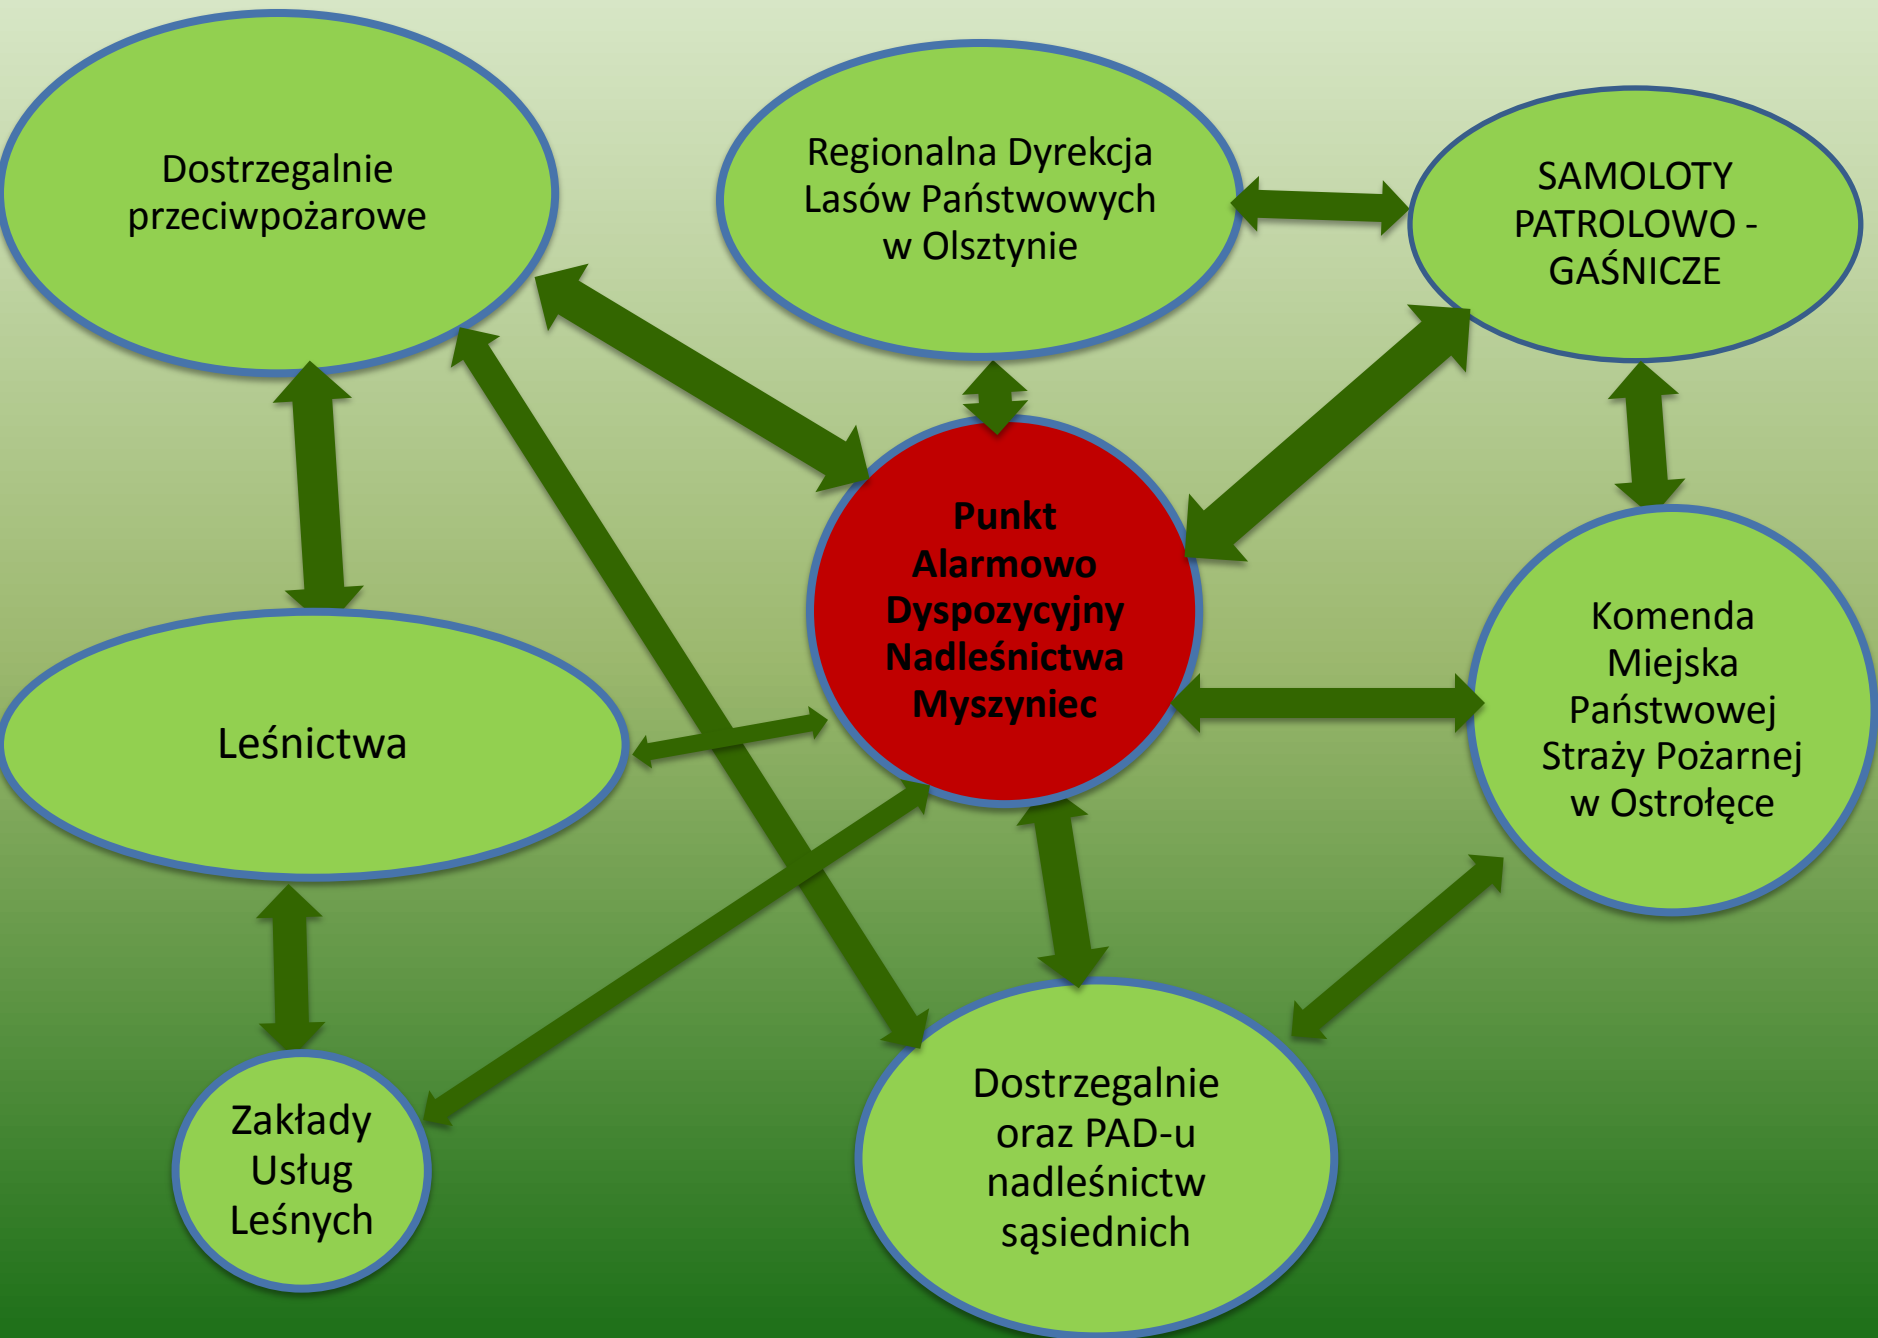 Dostrzegalnie
przeciwpożarowe
Regionalna Dyrekcja
Lasów Państwowych
w Olsztynie
SAMOLOTY
PATROLOWO -
GAŚNICZE
Punkt
Alarmowo
Dyspozycyjny
Nadleśnictwa
Myszyniec
Komenda
Miejska
Państwowej
Straży Pożarnej
w Ostrołęce
Leśnictwa
Zakłady
Usług
Leśnych
Dostrzegalnie
oraz PAD-u
nadleśnictw
sąsiednich